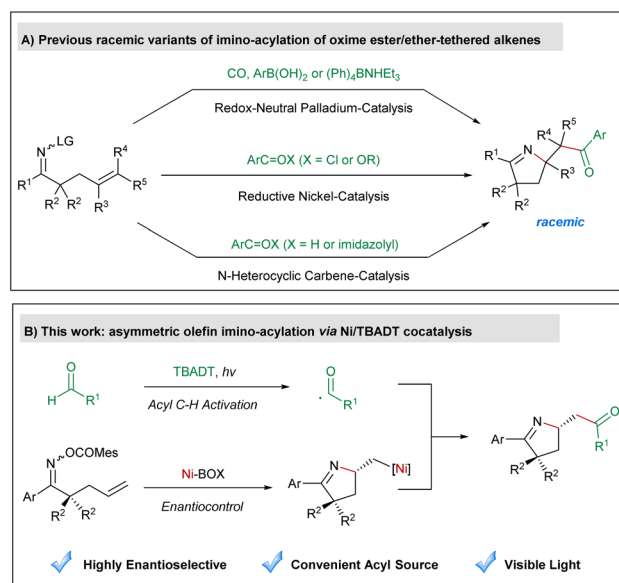 A) Previous racemic variants of imino-acylation of oxime ester/ether-tethered alkenes
CO, ArB(OH)2 or (Ph)4BNHEt3
Redox-Neutral Palladium-Catalysis
N LG
R1 R2 R2 R3 R4 R5
ArC=OX (X = Cl or OR)
Reductive Nickel-Catalysis
R1 N R2 R2 R3 R4 R5 Ar O
racemic
ArC=OX (X = H or imidazolyl)
N-Heterocyclic Carbene-Catalysis
B) This work: asymmetric olefin imino-acylation via Ni/TBADT cocatalysis
O H R1
TBADT, hv
Acyl C-H Activation
O · R1
N OCOMes
Ar R2 R2
Ni-BOX
Enantiocontrol
N Ar R2 R2 [Ni]
N Ar R2 R2 O R1
Highly Enantioselective
Convenient Acyl Source
Visible Light